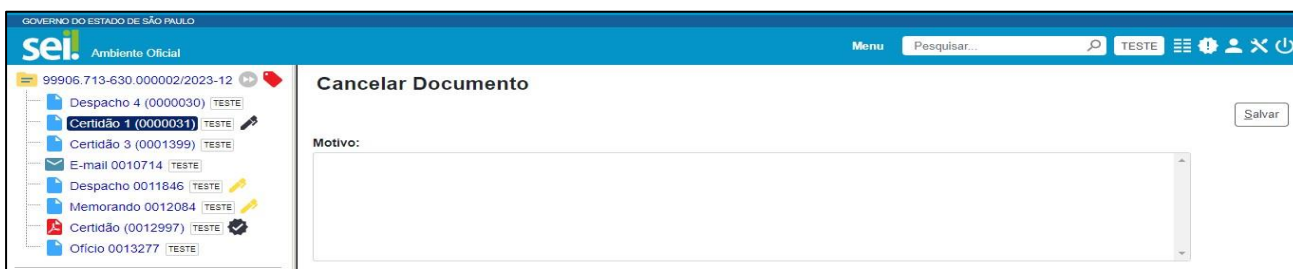 GOVERNO DO ESTADO DE SÃO PAULO
sei! Ambiente Oficial Menu Pesquisar... TESTE
99906.713-630.000002/2023-12
Despacho 4 (0000030) TESTE
Certidão 1 (0000031) TESTE
Certidão 3 (0001399) TESTE
E-mail 0010714 TESTE
Despacho 0011846 TESTE
Memorando 0012084 TESTE
Certidão (0012997) TESTE
Ofício 0013277 TESTE
Cancelar Documento
Salvar
Motivo: